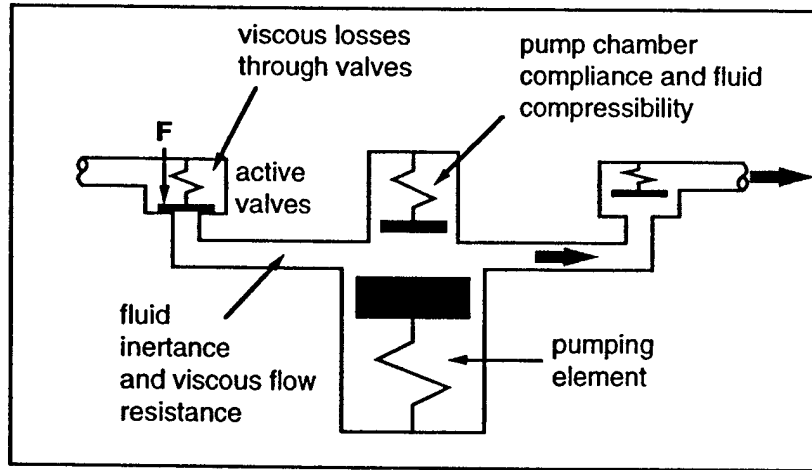 viscous losses
through valves
pump chamber
compliance and fluid
compressibility
F
active
valves
fluid
inertance
and viscous flow
resistance
pumping
element